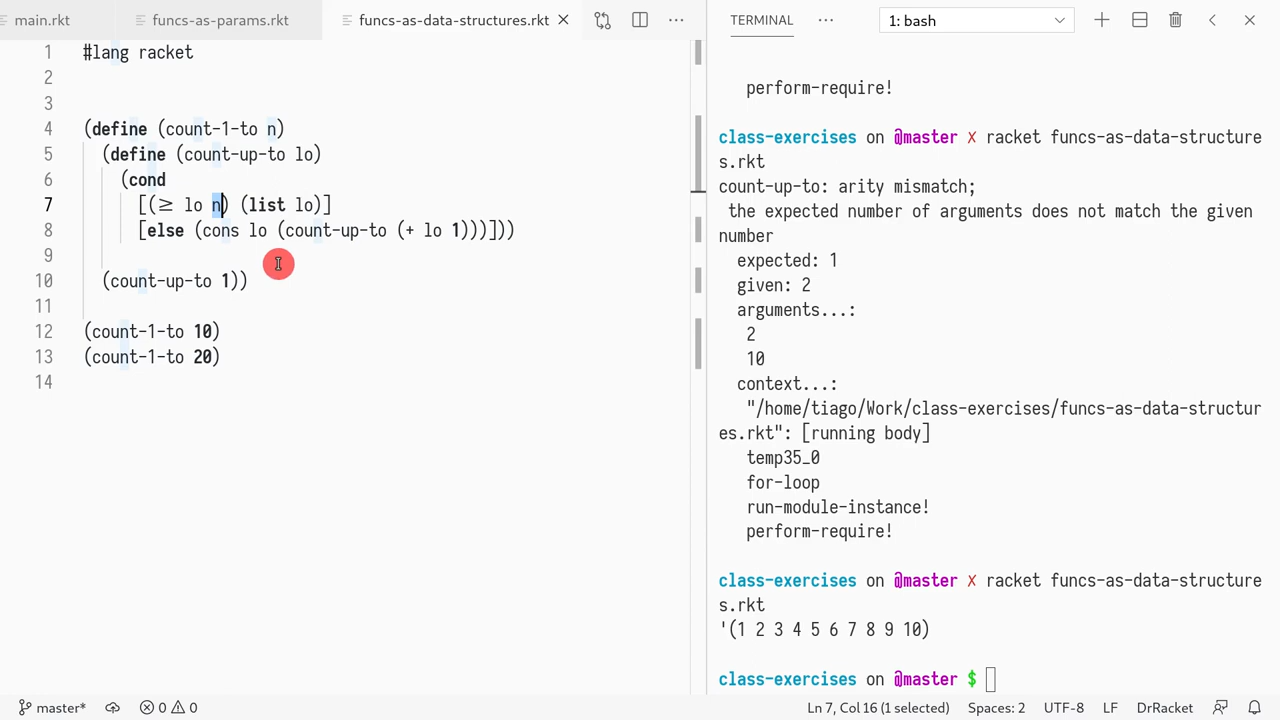 main.rkt
funcs-as-params.rkt
funcs-as-data-structures.rkt
TERMINAL
1: bash
1 #lang racket
2
3
4 (define (count-1-to n)
5 (define (count-up-to lo)
6 (cond
7 [(≥ lo n) (list lo)]
8 [else (cons lo (count-up-to (+ lo 1)))]))
9
10 (count-up-to 1))
11
12 (count-1-to 10)
13 (count-1-to 20)
14
perform-require!
class-exercises on @master ✗ racket funcs-as-data-structure
s.rkt
count-up-to: arity mismatch;
the expected number of arguments does not match the given
number
expected: 1
given: 2
arguments...:
2
10
context...:
"/home/tiago/Work/class-exercises/funcs-as-data-structur
es.rkt": [running body]
temp35_0
for-loop
run-module-instance!
perform-require!
class-exercises on @master ✗ racket funcs-as-data-structure
s.rkt
'(1 2 3 4 5 6 7 8 9 10)
class-exercises on @master $
master*
0
0
Ln 7, Col 16 (1 selected)
Spaces: 2
UTF-8
LF
DrRacket